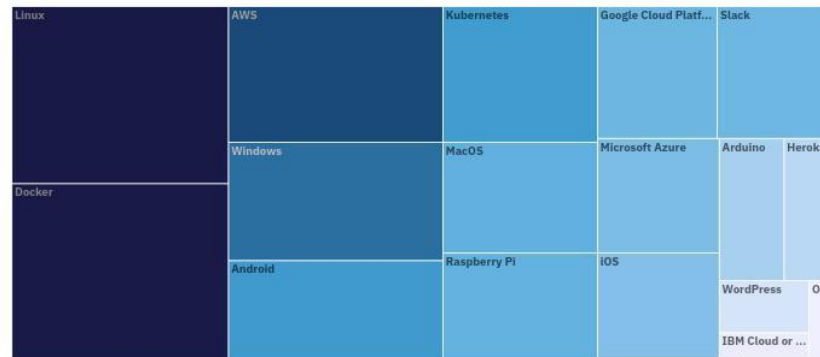 Linux
Docker
AWS
Windows
Android
Kubernetes
MacOS
Raspberry Pi
Google Cloud Platf...
Slack
Microsoft Azure
iOS
Arduino
Herok
WordPress
O
IBM Cloud or ...